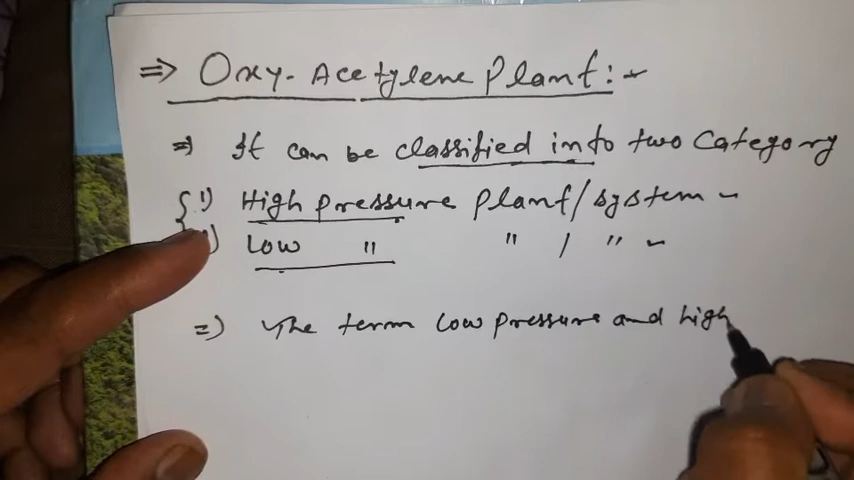 ⇒ Oxy-Acetylene Plant:-
⇒ It can be classified into two Category
1) High pressure plant/system -
Low " " / " -
⇒) The term low pressure and high